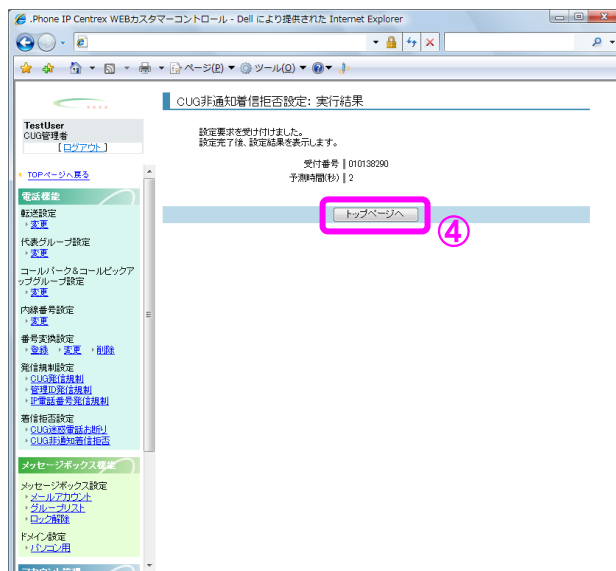 .Phone IP Centrex WEBカスタマーコントロール - Dell により提供された Internet Explorer
ページ(P) ツール(O)
TestUser
CUG管理者
[ログアウト]
TOPページへ戻る
電話機能
転送設定
変更
代表グループ設定
変更
コールパーク&コールピックア
ップグループ設定
変更
内線番号設定
変更
番号変換設定
登録 変更 削除
発信規制設定
CUG発信規制
管理ID発信規制
IP電話番号発信規制
着信拒否設定
CUG迷惑電話お断り
CUG非通知着信拒否
メッセージボックス機能
メッセージボックス設定
メールアカウント
グループリスト
ロック解除
ドメイン設定
パソコン用
アカウント管理
CUG非通知着信拒否設定: 実行結果
設定要求を受け付けました。
設定完了後、設定結果を表示します。
受付番号 010138290
予測時間(秒) 2
トップページへ
④